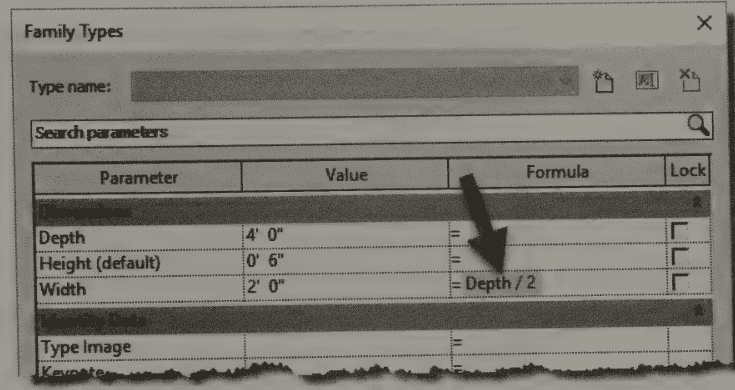 Family Types
Type name:
Search parameters
Parameter Value Formula Lock
Depth 4' 0" =
Height (default) 0' 6" =
Width 2' 0" = Depth / 2
Type Image =
Keynote =